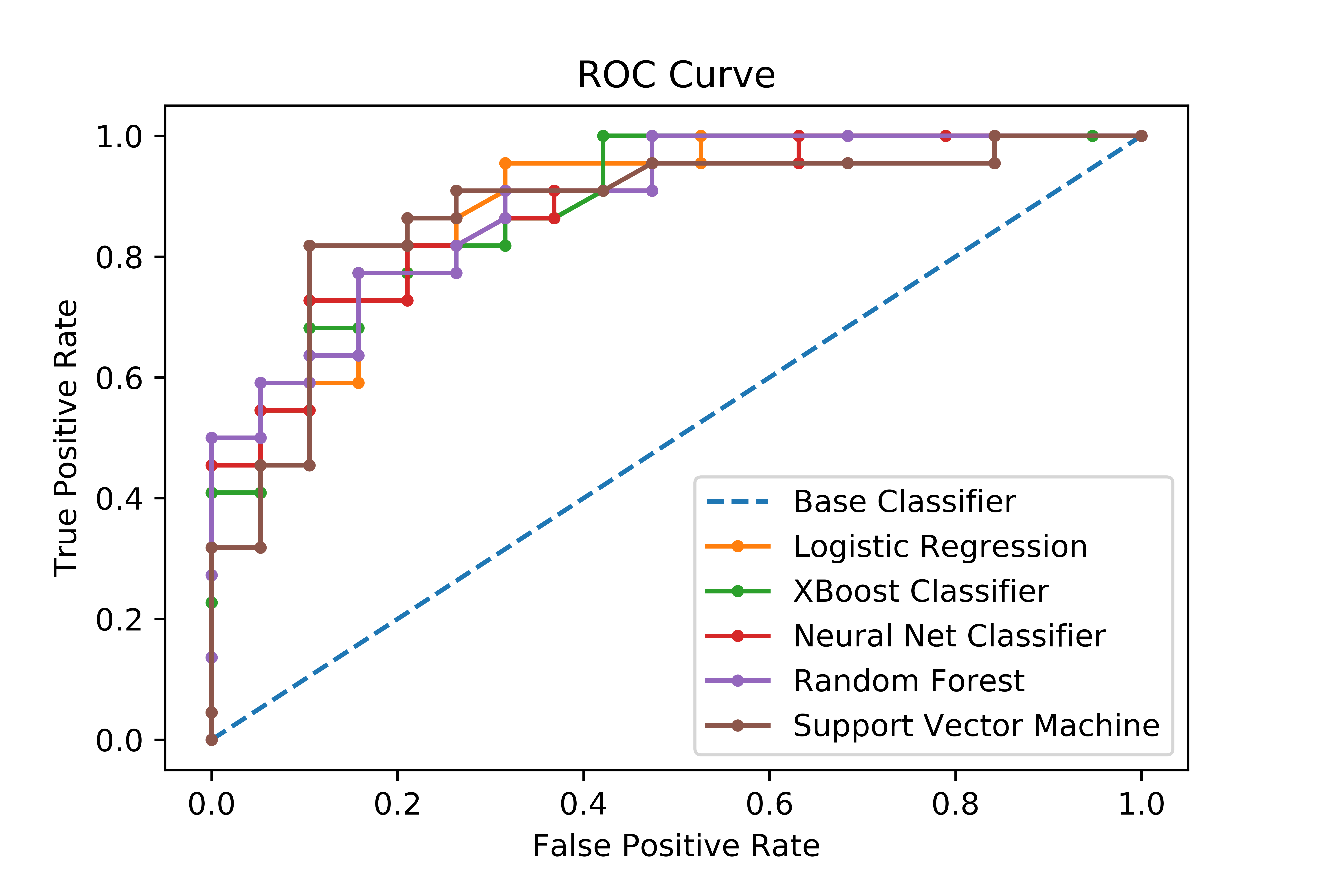 ROC Curve
1.0
0.8
0.6
0.4
0.2
0.0
True Positive Rate
0.0 0.2 0.4 0.6 0.8 1.0
False Positive Rate
Base Classifier
Logistic Regression
XBoost Classifier
Neural Net Classifier
Random Forest
Support Vector Machine